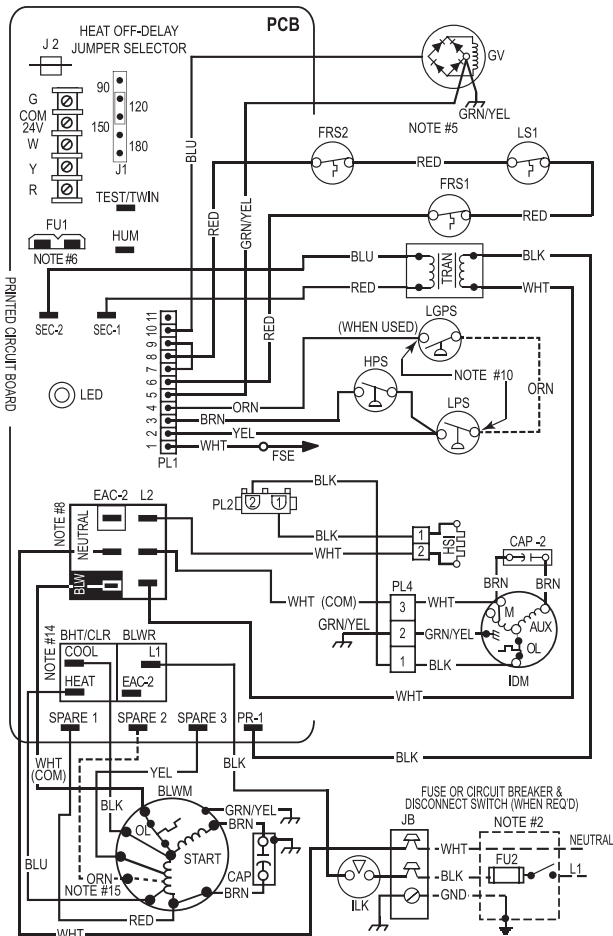 PCB
HEAT OFF-DELAY
JUMPER SELECTOR
J 2
G
COM
24V
W
Y
R
90
120
150
180
J1
TEST/TWIN
HUM
FU1
NOTE #6
SEC-2
SEC-1
LED
PRINTED CIRCUIT BOARD
BLU
RED
GRN/YEL
RED
GV
GRN/YEL
NOTE #5
FRS2
RED
LS1
FRS1
RED
BLU
TRAN
BLK
RED
WHT
11
10
9
8
7
6
5
4
3
2
1
PL1
(WHEN USED)
LGPS
HPS
NOTE #10
ORN
ORN
LPS
BRN
YEL
WHT
FSE
BLK
PL2
2
1
BLK
WHT
1
2
HSI
NOTE #8
EAC-2
L2
NEUTRAL
BLW
CAP -2
BRN
BRN
PL4
WHT (COM)
3
WHT
M
AUX
GRN/YEL
2
GRN/YEL
OL
1
BLK
IDM
WHT
NOTE #14
BHT/CLR
BLWR
COOL
L1
HEAT
EAC-2
SPARE 1
SPARE 2
SPARE 3
PR-1
BLK
WHT
(COM)
YEL
BLK
BLK
BLWM
GRN/YEL
BRN
OL
START
CAP
BLU
ORN
NOTE #15
BRN
RED
WHT
FUSE OR CIRCUIT BREAKER &
DISCONNECT SWITCH (WHEN REQ'D)
JB
NOTE #2
WHT
NEUTRAL
BLK
FU2
L1
GND
ILK